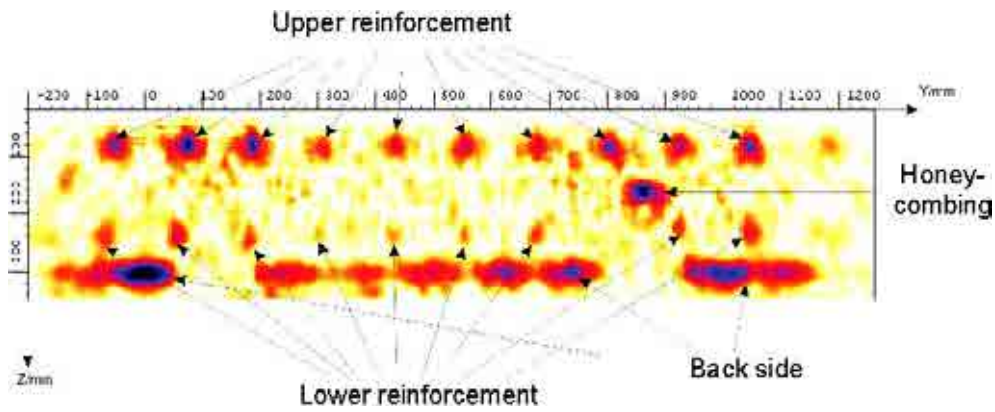 Upper reinforcement
-200 -100 0 100 200 300 400 500 600 700 800 900 1000 1100 1200 Y/mm
Honey-
combing
Back side
Z/mm
Lower reinforcement